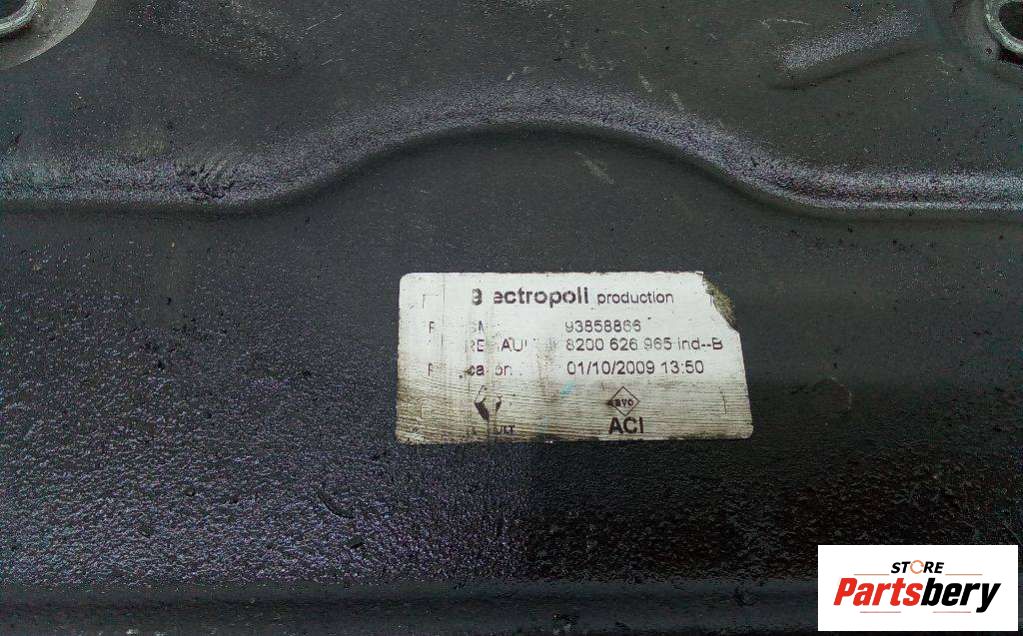 ectropoli production
93858866
8200 626 965 ind--B
01/10/2009 13:50
ACI
STORE
Partsbery